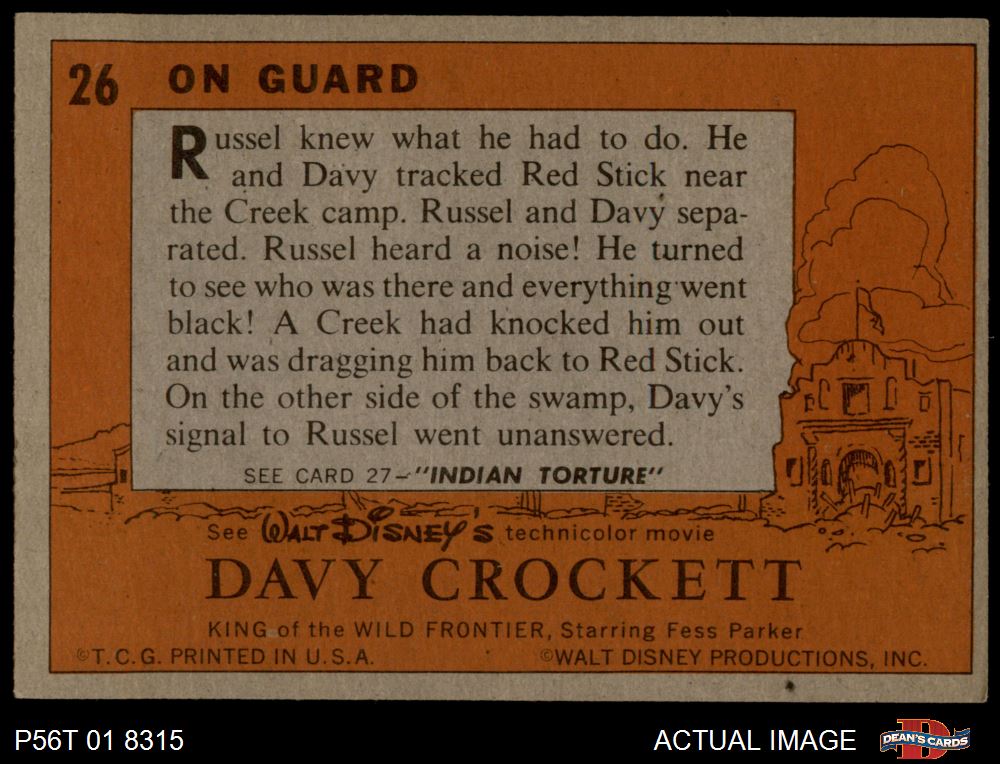 26 ON GUARD
Russel knew what he had to do. He
and Davy tracked Red Stick near
the Creek camp. Russel and Davy sepa-
rated. Russel heard a noise! He turned
to see who was there and everything went
black! A Creek had knocked him out
and was dragging him back to Red Stick.
On the other side of the swamp, Davy's
signal to Russel went unanswered.
SEE CARD 27–"INDIAN TORTURE"
See WALT DISNEY'S technicolor movie
DAVY CROCKETT
KING of the WILD FRONTIER, Starring Fess Parker
©T.C.G. PRINTED IN U.S.A. ©WALT DISNEY PRODUCTIONS, INC.
P56T 01 8315 ACTUAL IMAGE D DEAN'S CARDS